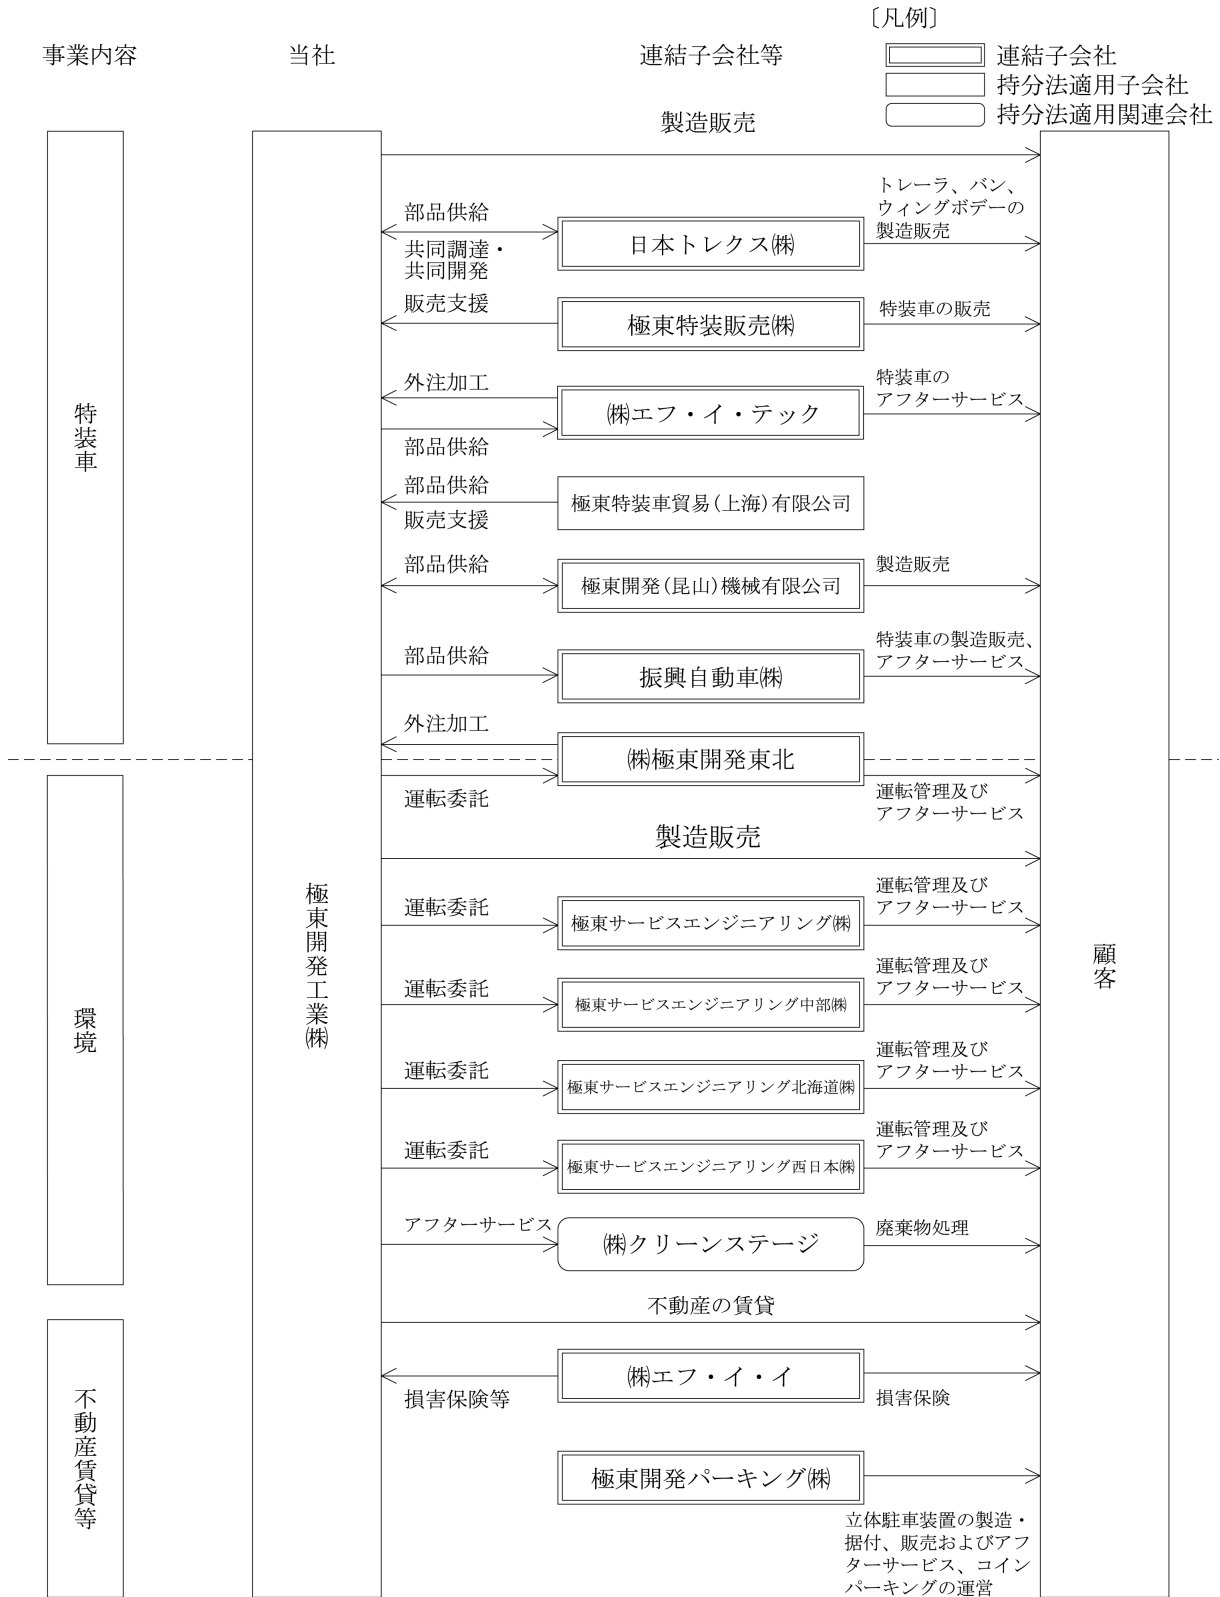 〔凡例〕
事業内容
当社
連結子会社等
連結子会社
持分法適用子会社
持分法適用関連会社
製造販売
特装車
部品供給
共同調達・
共同開発
日本トレクス㈱
トレーラ、バン、
ウィングボデーの
製造販売
販売支援
極東特装販売㈱
特装車の販売
外注加工
部品供給
㈱エフ・イ・テック
特装車の
アフターサービス
部品供給
販売支援
極東特装車貿易(上海)有限公司
部品供給
極東開発(昆山)機械有限公司
製造販売
部品供給
振興自動車㈱
特装車の製造販売、
アフターサービス
外注加工
運転委託
㈱極東開発東北
運転管理及び
アフターサービス
極東開発工業㈱
顧客
環境
製造販売
運転委託
極東サービスエンジニアリング㈱
運転管理及び
アフターサービス
運転委託
極東サービスエンジニアリング中部㈱
運転管理及び
アフターサービス
運転委託
極東サービスエンジニアリング北海道㈱
運転管理及び
アフターサービス
運転委託
極東サービスエンジニアリング西日本㈱
運転管理及び
アフターサービス
アフターサービス
㈱クリーンステージ
廃棄物処理
不動産賃貸等
不動産の賃貸
損害保険等
㈱エフ・イ・イ
損害保険
極東開発パーキング㈱
立体駐車装置の製造・
据付、販売およびアフ
ターサービス、コイン
パーキングの運営